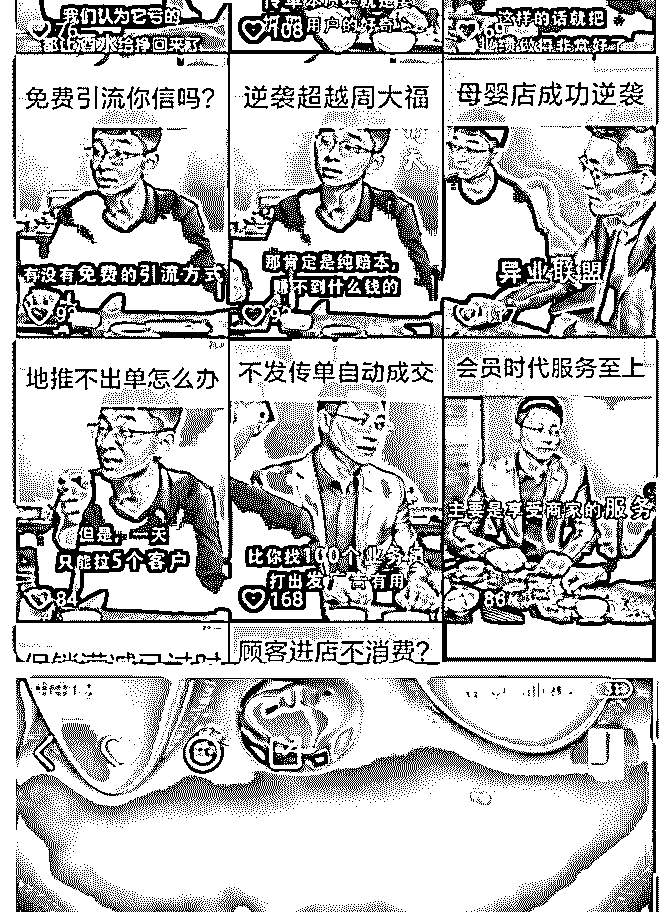 我们认为它亏的
都让酒水给挣回来了
76
用户的好奇心
708
这样的话就把
业绩做得非常好了
69
免费引流你信吗?
逆袭超越周大福
母婴店成功逆袭
有没有免费的引流方式
那肯定是纯赔本,
赚不到什么钱的
异业联盟
地推不出单怎么办
不发传单自动成交
会员时代服务至上
但是 一天
只能拉5个客户
84
比你找100个业务员
打出发广告有用
168
主要是享受商家的服务
86
顾客进店不消费?